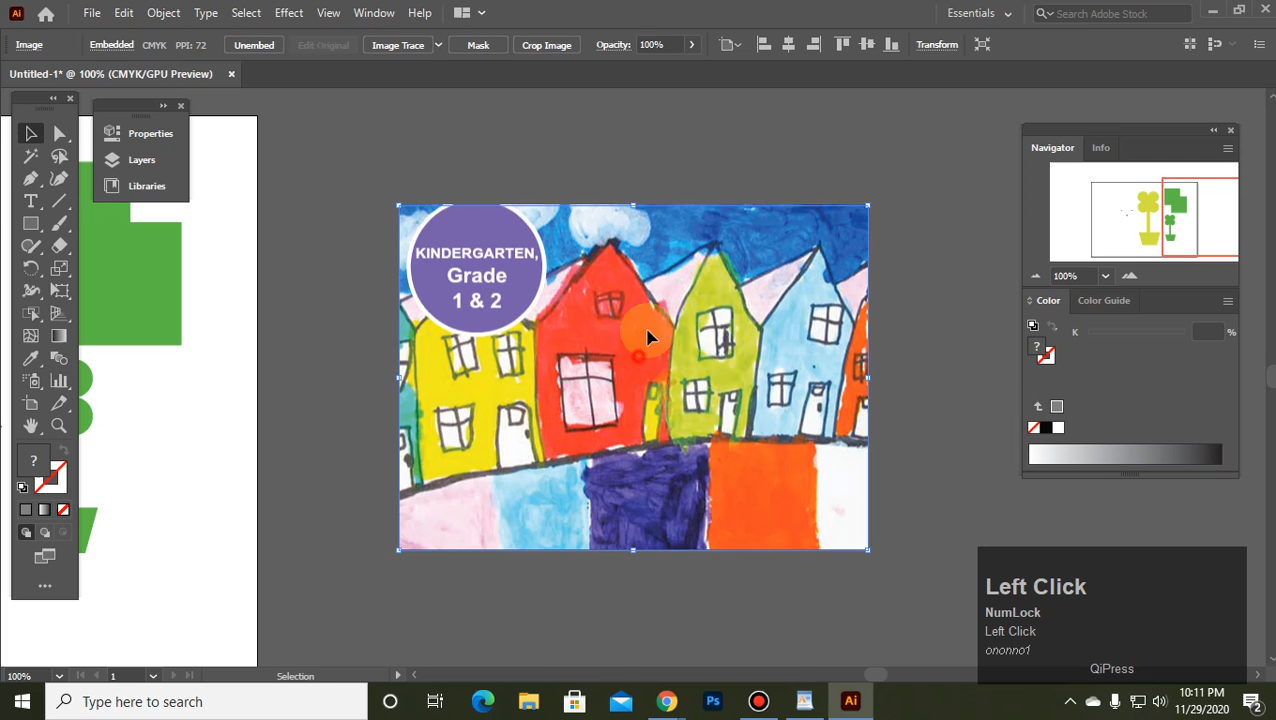 Ai
File Edit Object Type Select Effect View Window Help
Essentials
Search Adobe Stock
Image Embedded CMYK PPI: 72 Unembed Edit Original Image Trace Mask Crop Image Opacity: 100% Transform
Untitled-1* @ 100% (CMYK/GPU Preview)
Properties
Layers
Libraries
T
Navigator Info
100%
Color Color Guide
K %
?
?
KINDERGARTEN,
Grade
1 & 2
Left Click
NumLock
Left Click
ononno1
QiPress
100% 1 Selection
Type here to search
Ps
Ai
10:11 PM
11/29/2020
2